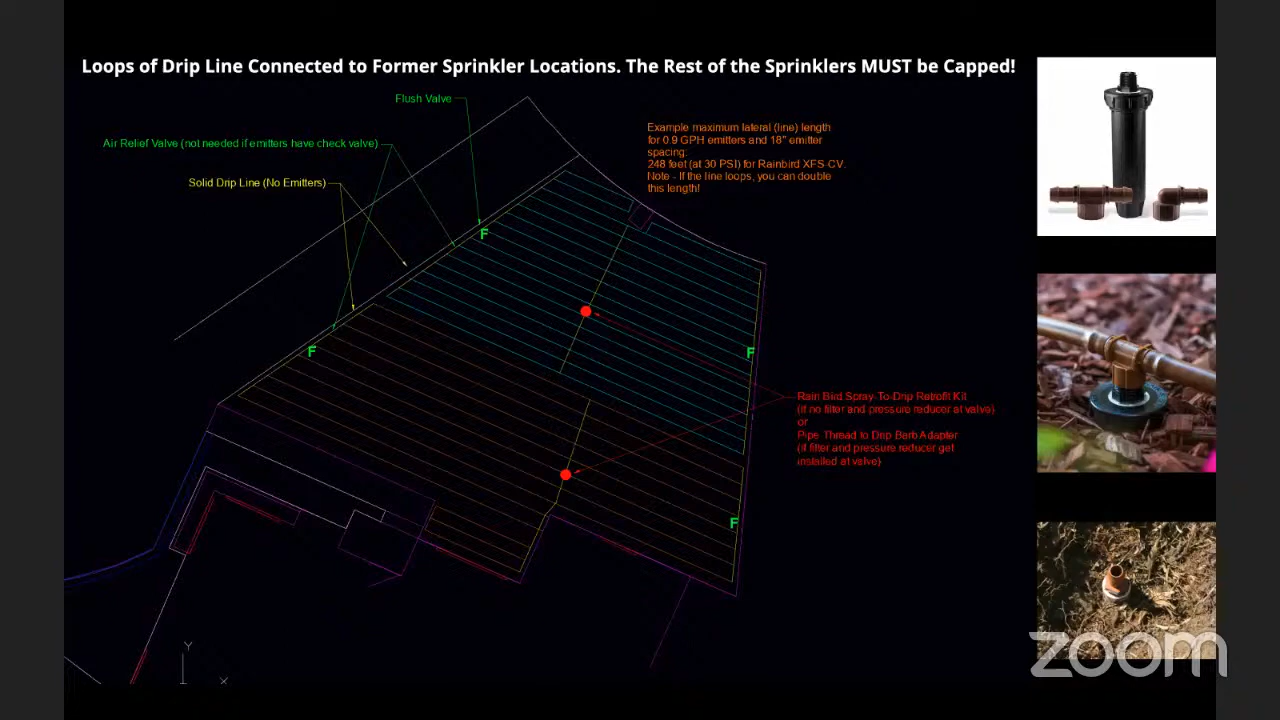 Loops of Drip Line Connected to Former Sprinkler Locations. The Rest of the Sprinklers MUST be Capped!
Flush Valve
Air Relief Valve (not needed if emitters have check valve)
Solid Drip Line (No Emitters)
Example maximum lateral (line) length
for 0.9 GPH emitters and 18" emitter
spacing:
248 feet (at 30 PSI) for Rainbird XFS-CV.
Note - If the line loops, you can double
this length!
F
F
F
F
Rain Bird Spray-To-Drip Retrofit Kit
(if no filter and pressure reducer at valve)
or
Pipe Thread to Drip Barb Adapter
(if filter and pressure reducer get
installed at valve)
Y
X
zoom